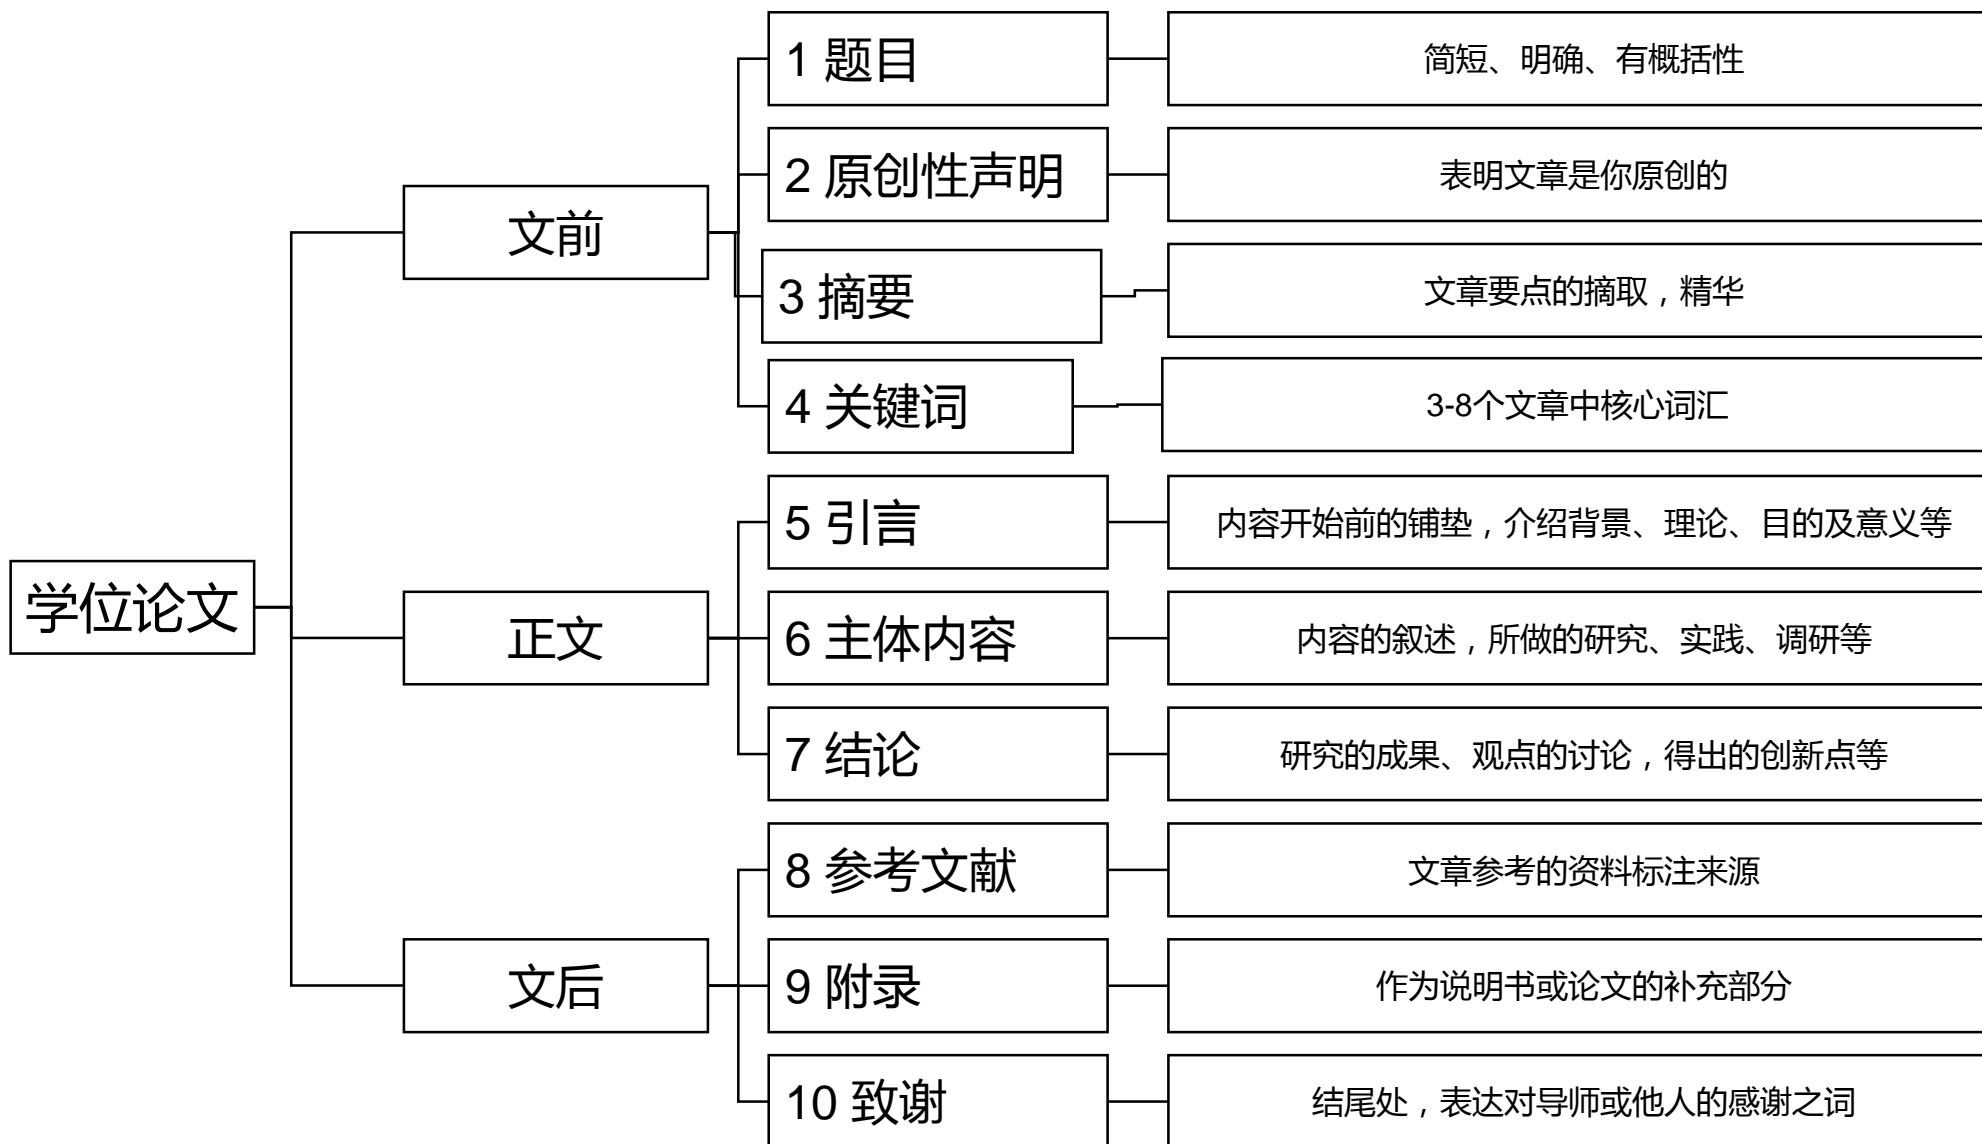 1 题目
简短、明确、有概括性
2 原创性声明
表明文章是你原创的
文前
3 摘要
文章要点的摘取，精华
4 关键词
3-8个文章中核心词汇
5 引言
内容开始前的铺垫，介绍背景、理论、目的及意义等
学位论文
正文
6 主体内容
内容的叙述，所做的研究、实践、调研等
7 结论
研究的成果、观点的讨论，得出的创新点等
8 参考文献
文章参考的资料标注来源
文后
9 附录
作为说明书或论文的补充部分
10 致谢
结尾处，表达对导师或他人的感谢之词